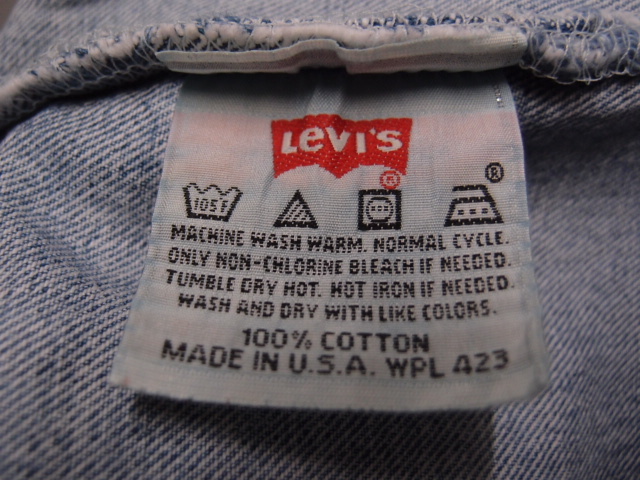 LEVI'S
®
®
105F
MACHINE WASH WARM. NORMAL CYCLE.
ONLY NON-CHLORINE BLEACH IF NEEDED.
TUMBLE DRY HOT. HOT IRON IF NEEDED.
WASH AND DRY WITH LIKE COLORS.
100% COTTON
MADE IN U.S.A. WPL 423